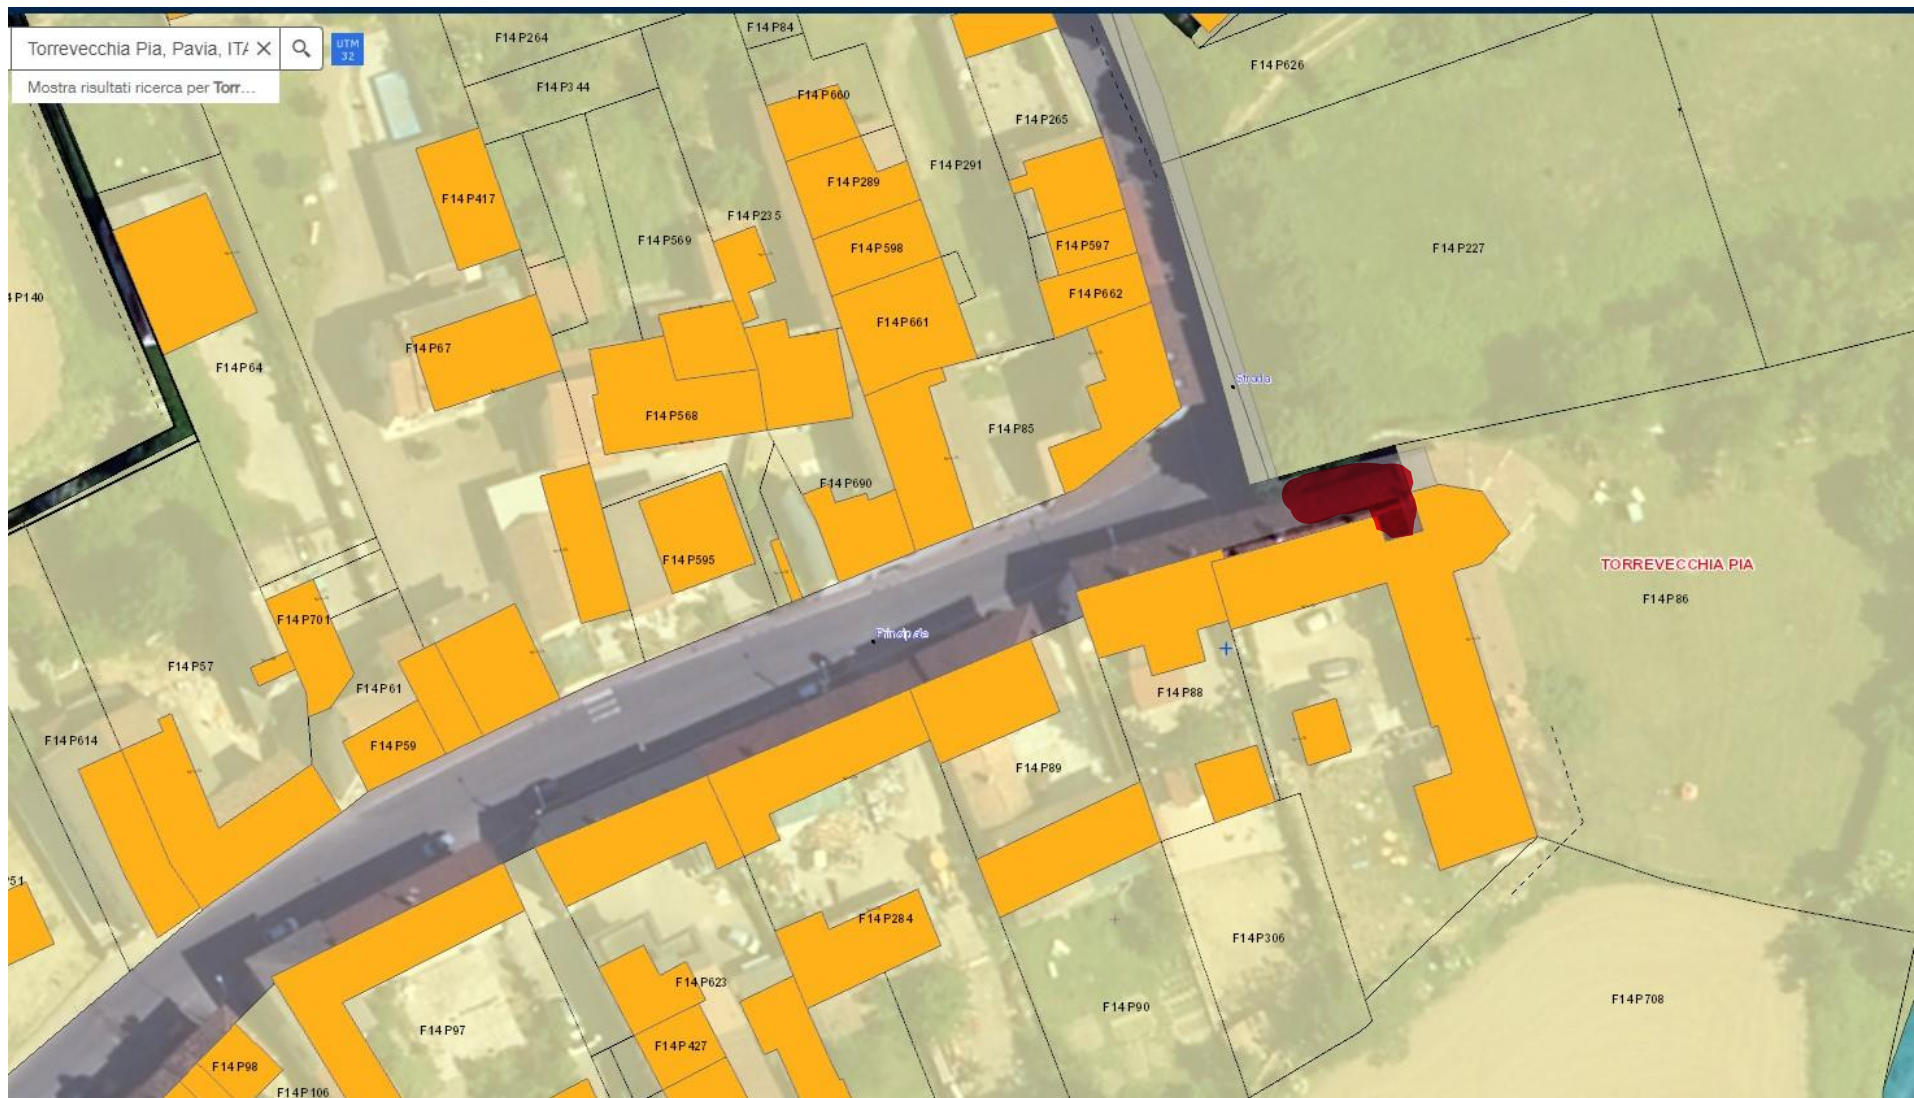 Torrevecchia Pia, Pavia, ITA
UTM
32
Mostra risultati ricerca per Torr...
F14 P264
F14 P84
F14 P344
F14 P626
F14 P660
F14 P265
F14 P291
F14 P289
F14 P417
F14 P235
F14 P569
F14 P598
F14 P597
F14 P227
F14 P662
4 P140
F14 P661
F14 P67
F14 P64
Strada
F14 P568
F14 P85
F14 P690
F14 P595
TORREVECCHIA PIA
F14 P86
F14 P701
Principale
F14 P57
F14 P61
F14 P88
F14 P614
F14 P59
F14 P89
P51
F14 P284
F14 P306
F14 P623
F14 P90
F14 P708
F14 P97
F14 P427
F14 P98
F14 P106